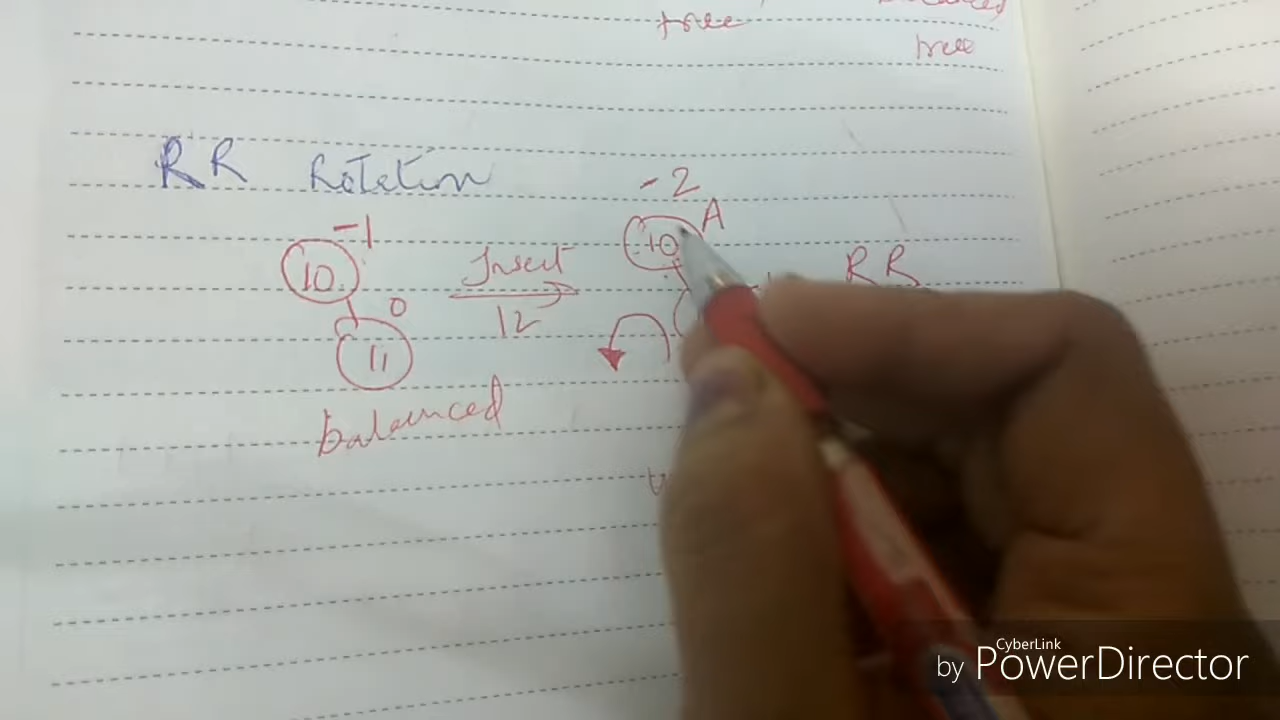 tree
tree
RR Rotation
-2
-1
A
10
10
Insert
RR
0
12
11
balanced
CyberLink
by PowerDirector